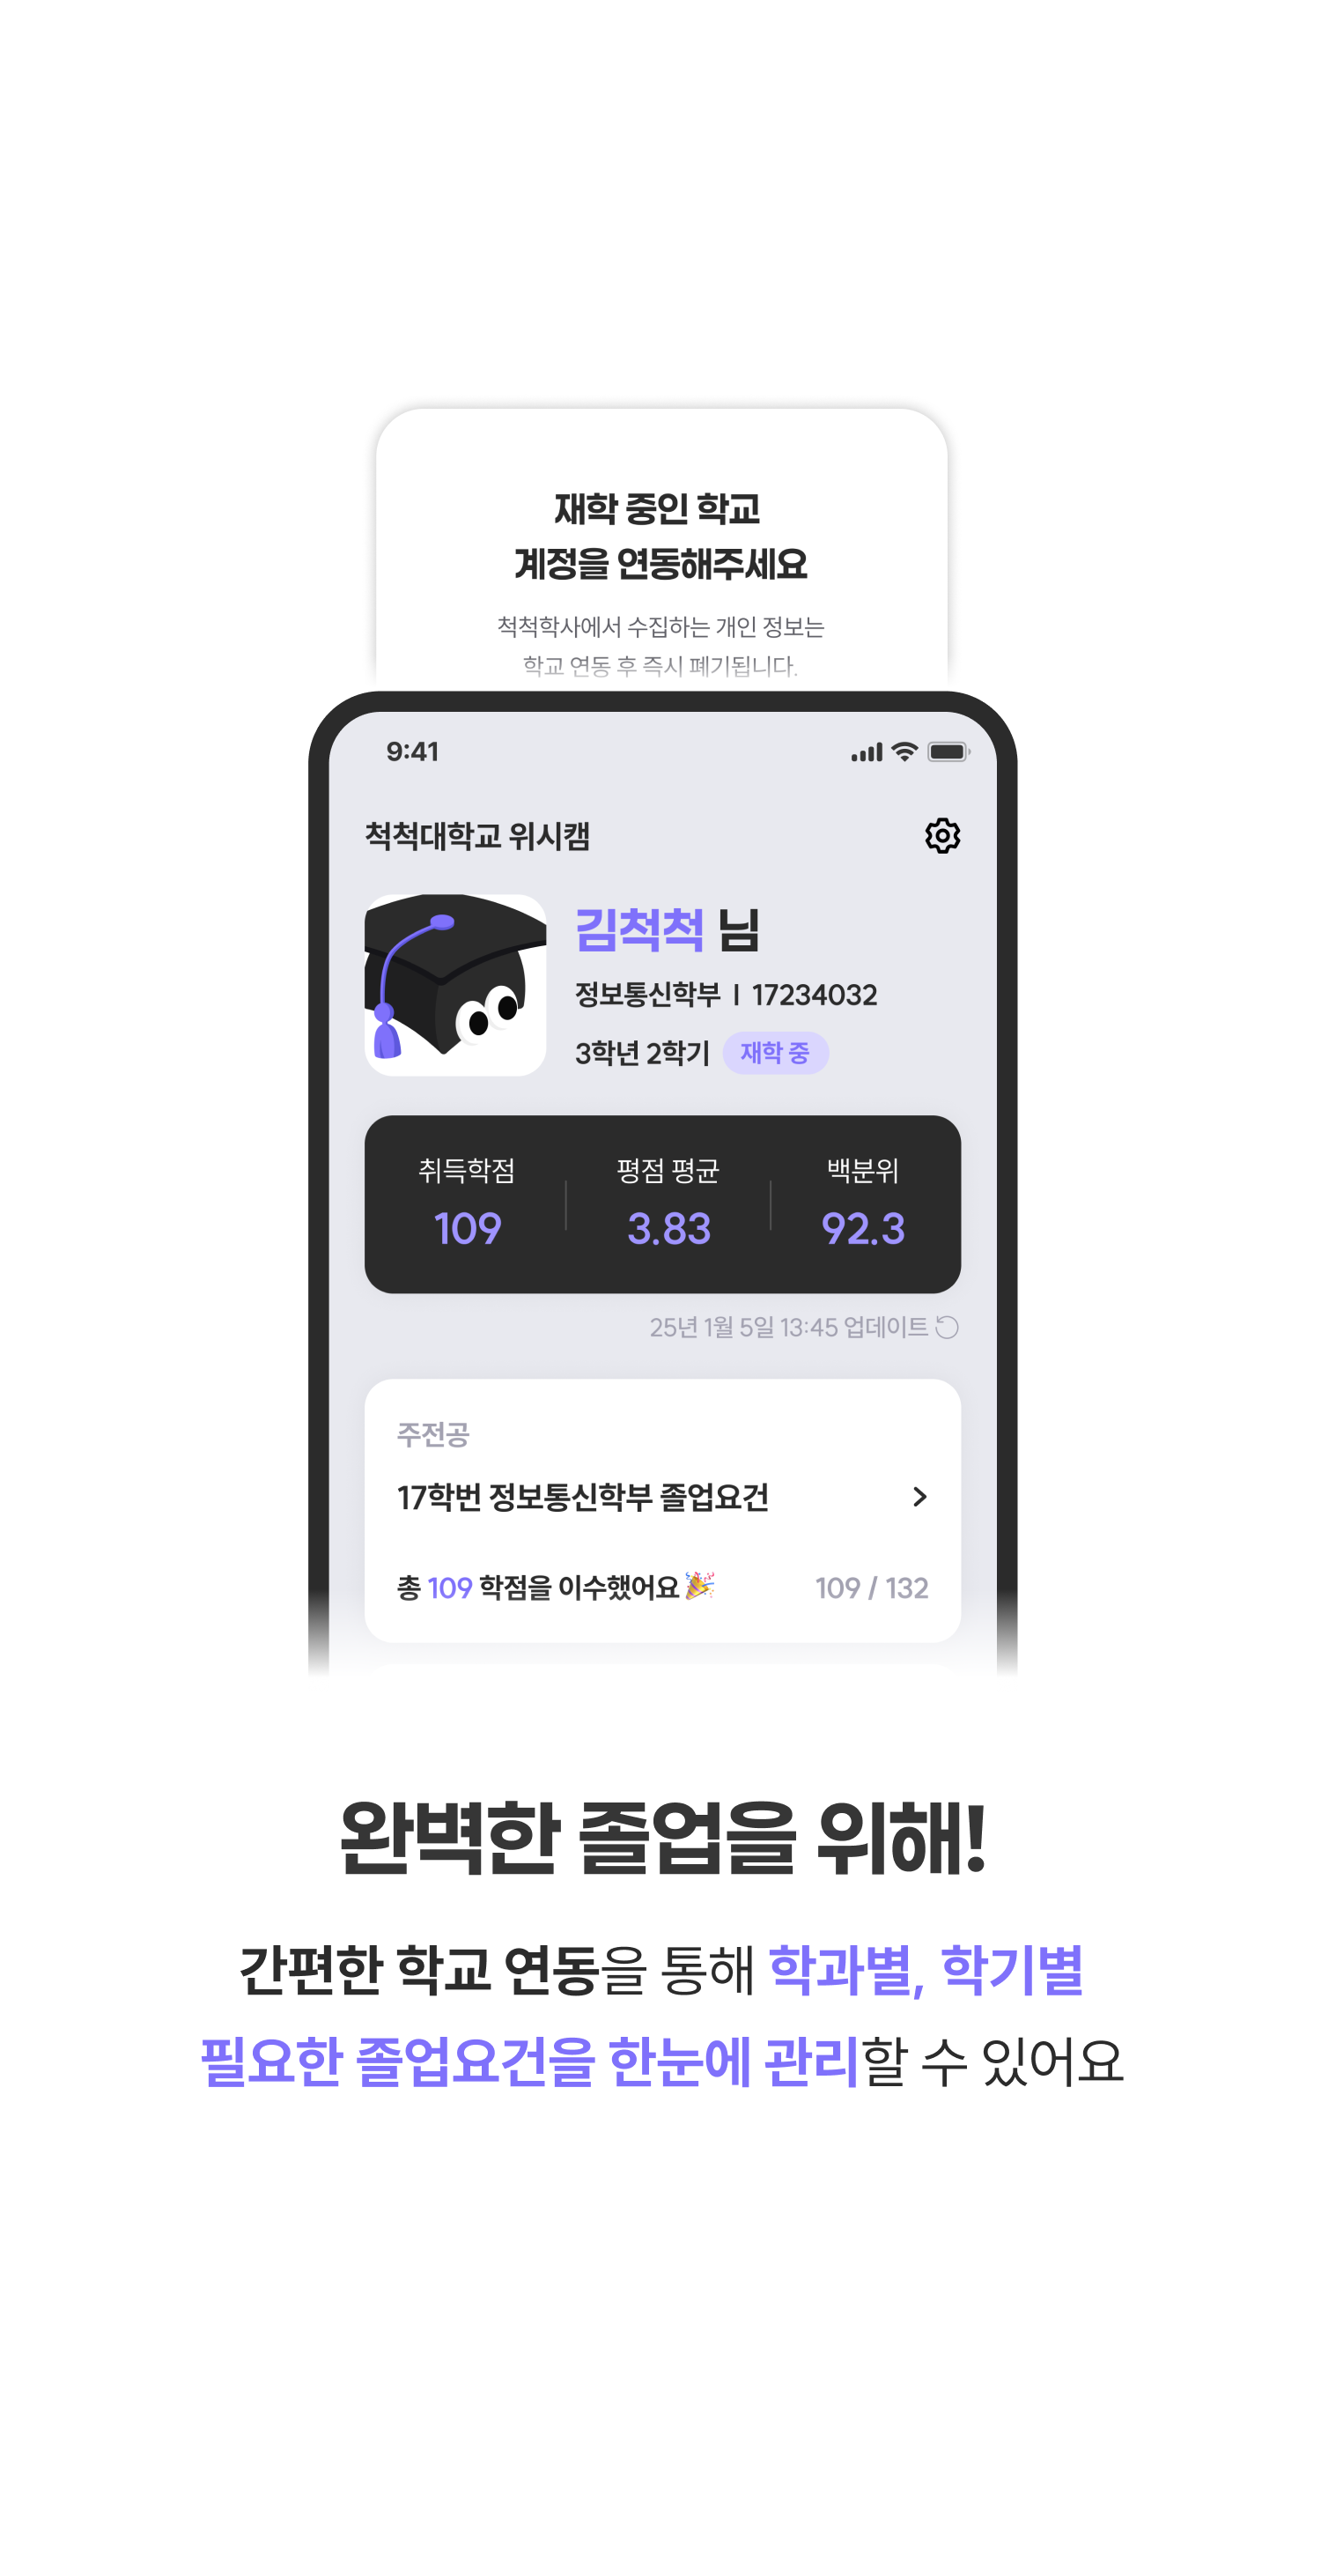 재학 중인 학교
계정을 연동해주세요
척척학사에서 수집하는 개인 정보는
학교 연동 후 즉시 폐기됩니다.
9:41
척척대학교 위시캠
김척척 님
정보통신학부 | 17234032
3학년 2학기 재학 중
취득학점 평점 평균 백분위
109 3.83 92.3
25년 1월 5일 13:45 업데이트
주전공
17학번 정보통신학부 졸업요건
총 109 학점을 이수했어요 🎉 109 / 132
완벽한 졸업을 위해!
간편한 학교 연동을 통해 학과별, 학기별
필요한 졸업요건을 한눈에 관리할 수 있어요